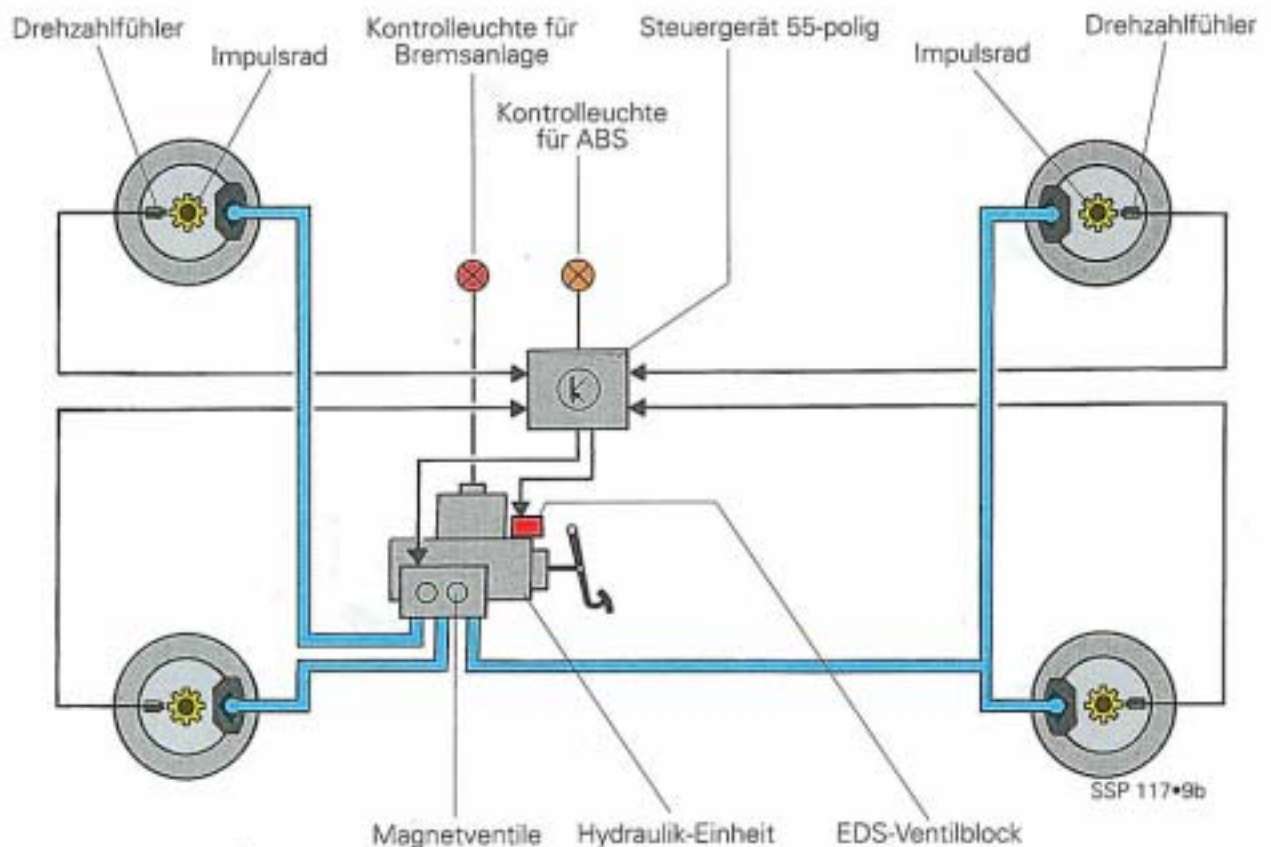 Drehzahlfühler
Impulsrad
Kontrolleuchte für
Bremsanlage
Kontrolleuchte
für ABS
Steuergerät 55-polig
Impulsrad
Drehzahlfühler
SSP 117•9b
Magnetventile
Hydraulik-Einheit
EDS-Ventilblock